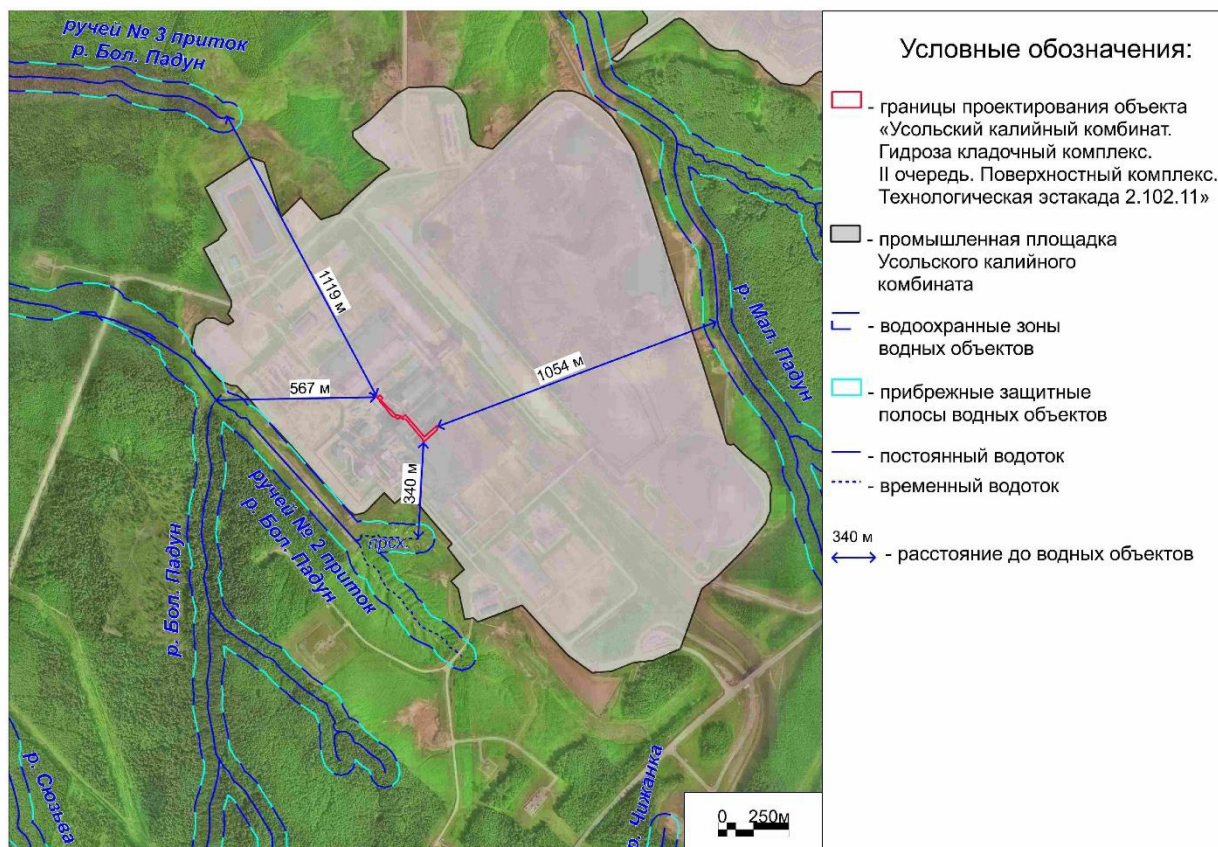 ручей № 3 приток
р. Бол. Падун
1119 м
567 м
1054 м
340 м
р. Мал. Падун
ручей № 2 приток
р. Бол. Падун
прсх.
р. Бол. Падун
р. Сюзьва
р. Чижанка
0 250м
Условные обозначения:
- границы проектирования объекта
«Усольский калийный комбинат.
Гидроза кладочный комплекс.
II очередь. Поверхностный комплекс.
Технологическая эстакада 2.102.11»
- промышленная площадка
Усольского калийного
комбината
- водоохранные зоны
водных объектов
- прибрежные защитные
полосы водных объектов
- постоянный водоток
- временный водоток
340 м
- расстояние до водных объектов